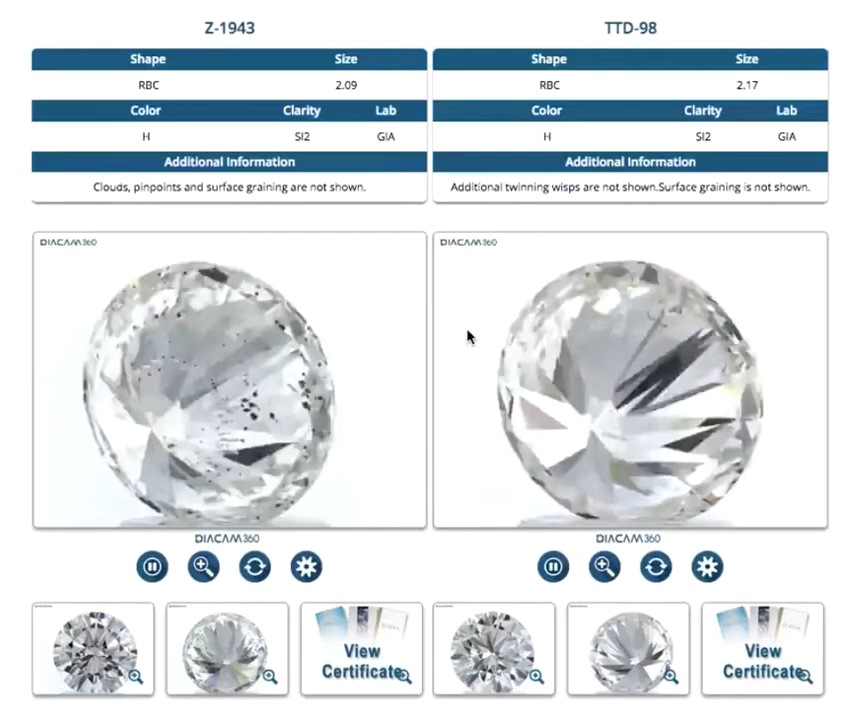 Z-1943
Shape Size
RBC 2.09
Color Clarity Lab
H SI2 GIA
Additional Information
Clouds, pinpoints and surface graining are not shown.
DIACAM360
DIACAM360
View
Certificate
TTD-98
Shape Size
RBC 2.17
Color Clarity Lab
H SI2 GIA
Additional Information
Additional twinning wisps are not shown.Surface graining is not shown.
DIACAM360
DIACAM360
View
Certificate